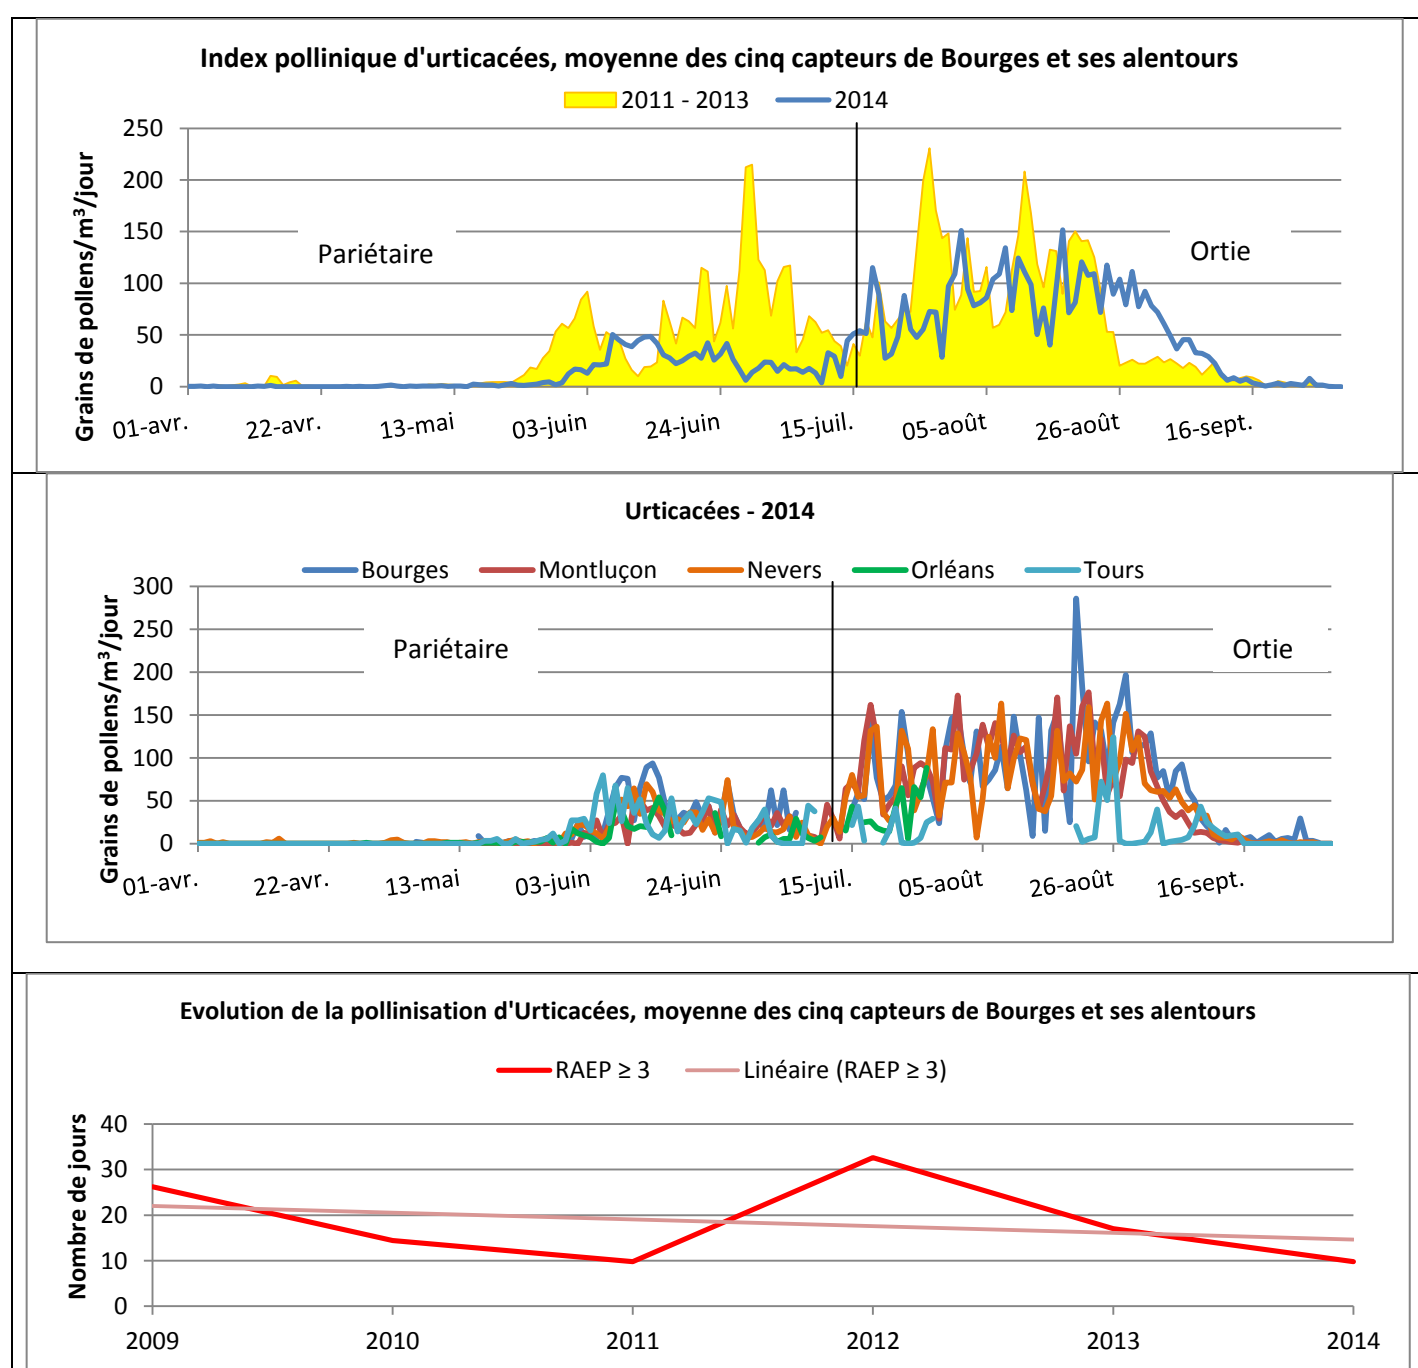 Index pollinique d'urticacées, moyenne des cinq capteurs de Bourges et ses alentours
2011 - 2013 2014
Grains de pollens/m³/jour
250
200
150
100
50
0
Pariétaire
Ortie
01-avr. 22-avr. 13-mai 03-juin 24-juin 15-juil. 05-août 26-août 16-sept.
Urticacées - 2014
Bourges Montluçon Nevers Orléans Tours
Grains de pollens/m³/jour
300
250
200
150
100
50
0
Pariétaire
Ortie
01-avr. 22-avr. 13-mai 03-juin 24-juin 15-juil. 05-août 26-août 16-sept.
Evolution de la pollinisation d'Urticacées, moyenne des cinq capteurs de Bourges et ses alentours
RAEP ≥ 3 Linéaire (RAEP ≥ 3)
Nombre de jours
40
30
20
10
0
2009 2010 2011 2012 2013 2014